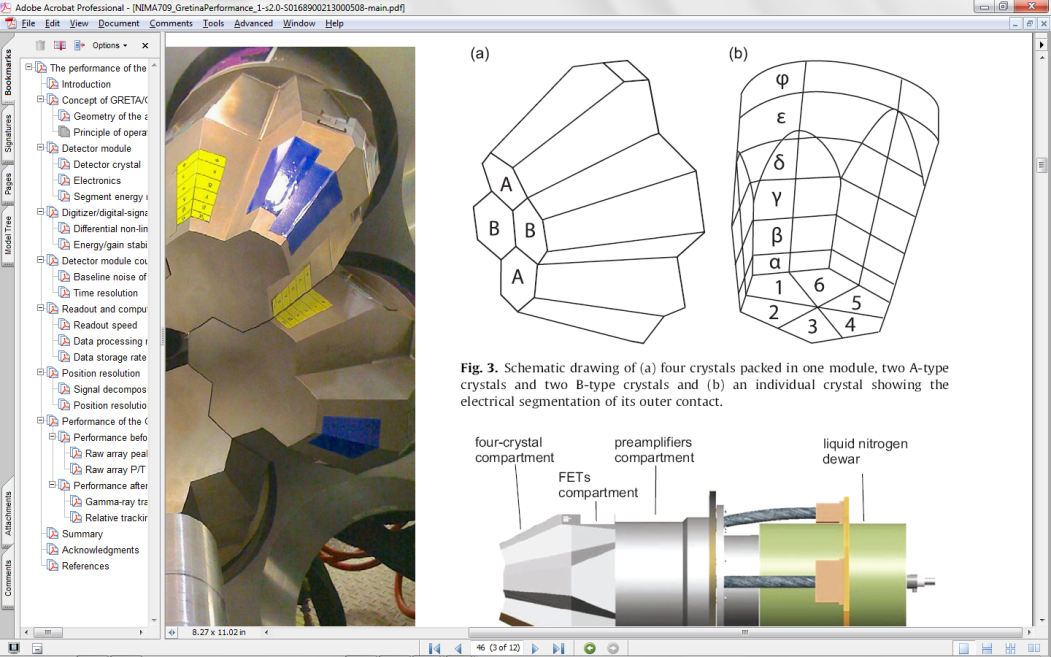 Adobe Acrobat Professional - [NIMA709_GretinaPerformance_1-s2.0-S0168900213000508-main.pdf]
File Edit View Document Comments Tools Advanced Window Help
Options
Bookmarks
Signatures
Pages
Model Tree
Attachments
Comments
The performance of the
Introduction
Concept of GRETA/
Geometry of the a
Principle of opera
Detector module
Detector crystal
Electronics
Segment energy
Digitizer/digital-signa
Differential non-lin
Energy/gain stabi
Detector module cou
Baseline noise of
Time resolution
Readout and compu
Readout speed
Data processing
Data storage rate
Position resolution
Signal decompos
Position resolutio
Performance of the
Performance befo
Raw array peal
Raw array P/T
Performance after
Gamma-ray tra
Relative trackir
Summary
Acknowledgments
References
(a)
A
B
B
A
(b)
φ
ε
δ
γ
β
α
1
6
5
2
3
4
Fig. 3. Schematic drawing of (a) four crystals packed in one module, two A-type
crystals and two B-type crystals and (b) an individual crystal showing the
electrical segmentation of its outer contact.
four-crystal
compartment
FETs
compartment
preamplifiers
compartment
liquid nitrogen
dewar
8.27 x 11.02 in
46 (3 of 12)